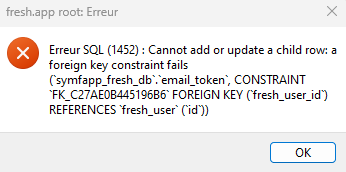 fresh.app root: Erreur
Erreur SQL (1452) : Cannot add or update a child row: a
foreign key constraint fails
(`symfapp_fresh_db`.`email_token`, CONSTRAINT
`FK_C27AE0B445196B6` FOREIGN KEY (`fresh_user_id`)
REFERENCES `fresh_user` (`id`))
OK